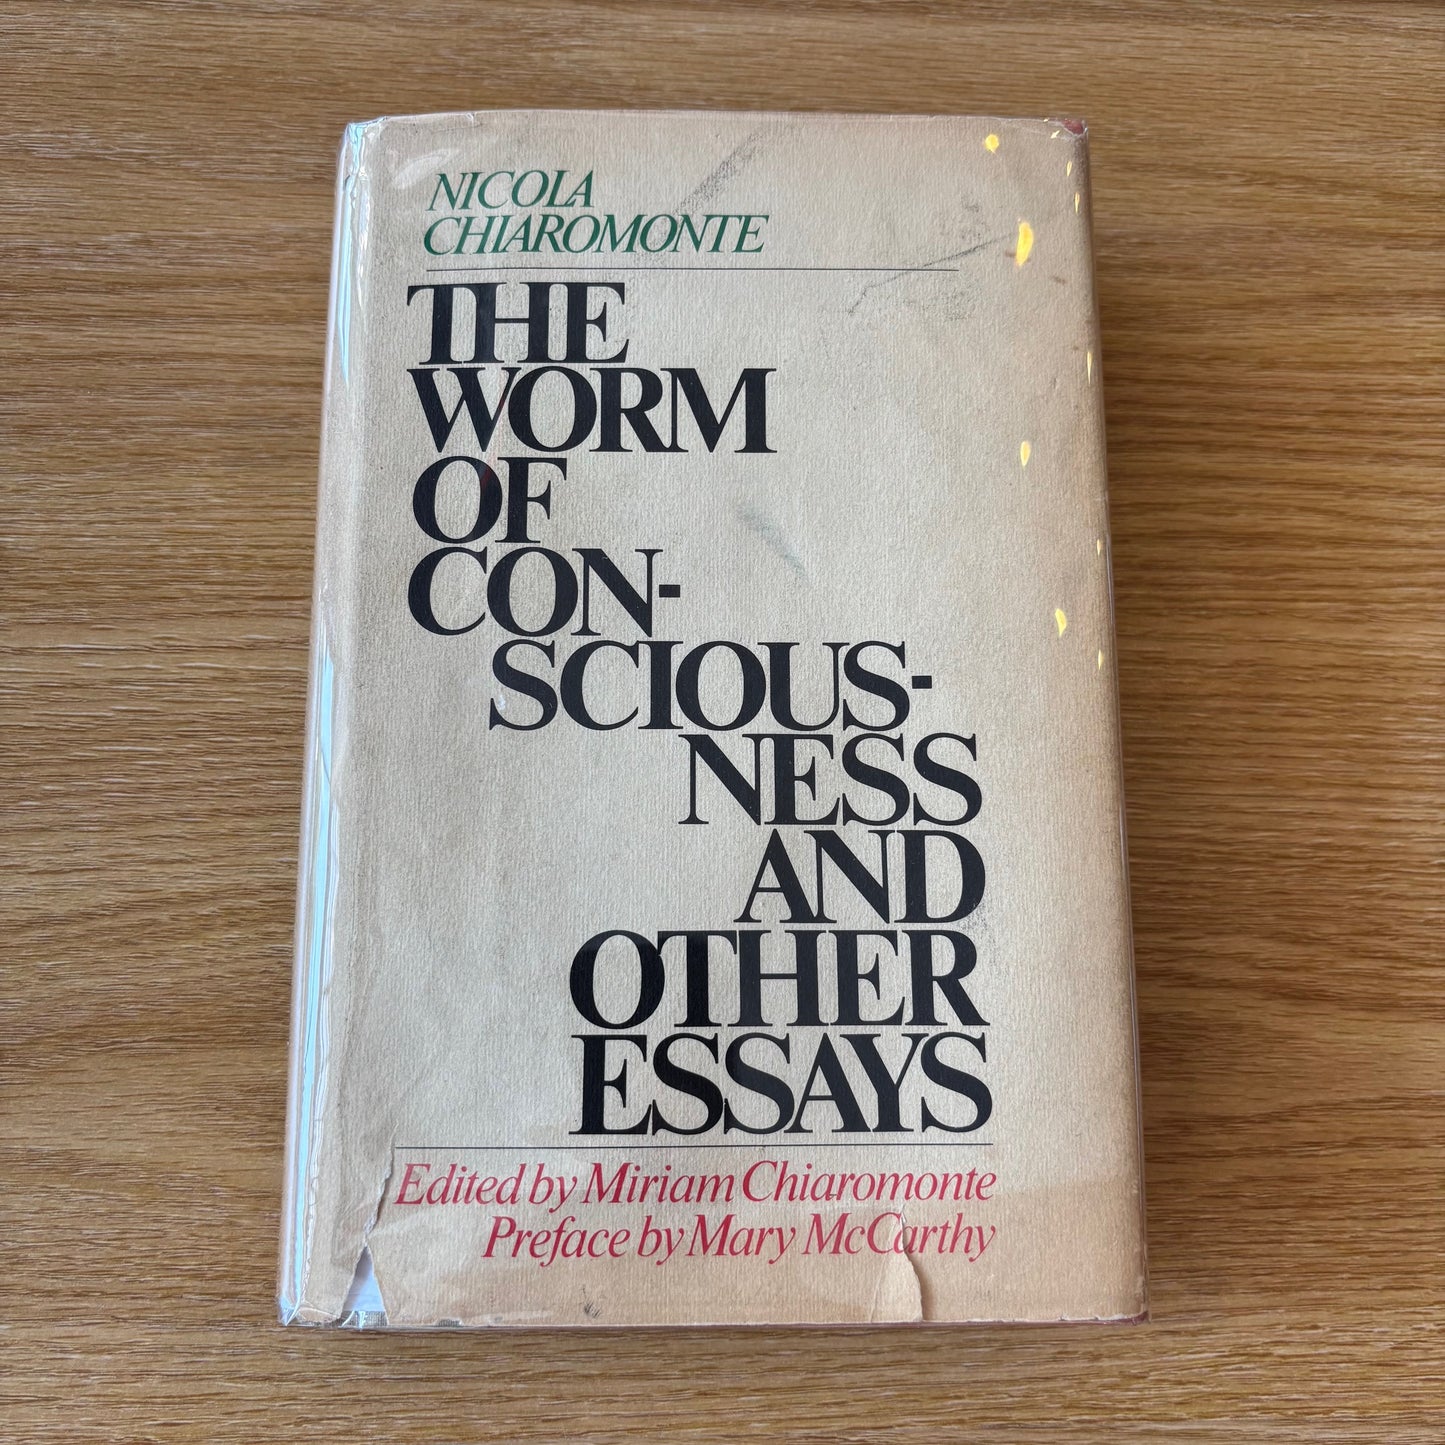 NICOLA
CHIAROMONTE
THE
WORM
OF
CON-
SCIOUS-
NESS
AND
OTHER
ESSAYS
Edited by Miriam Chiaromonte
Preface by Mary McCarthy